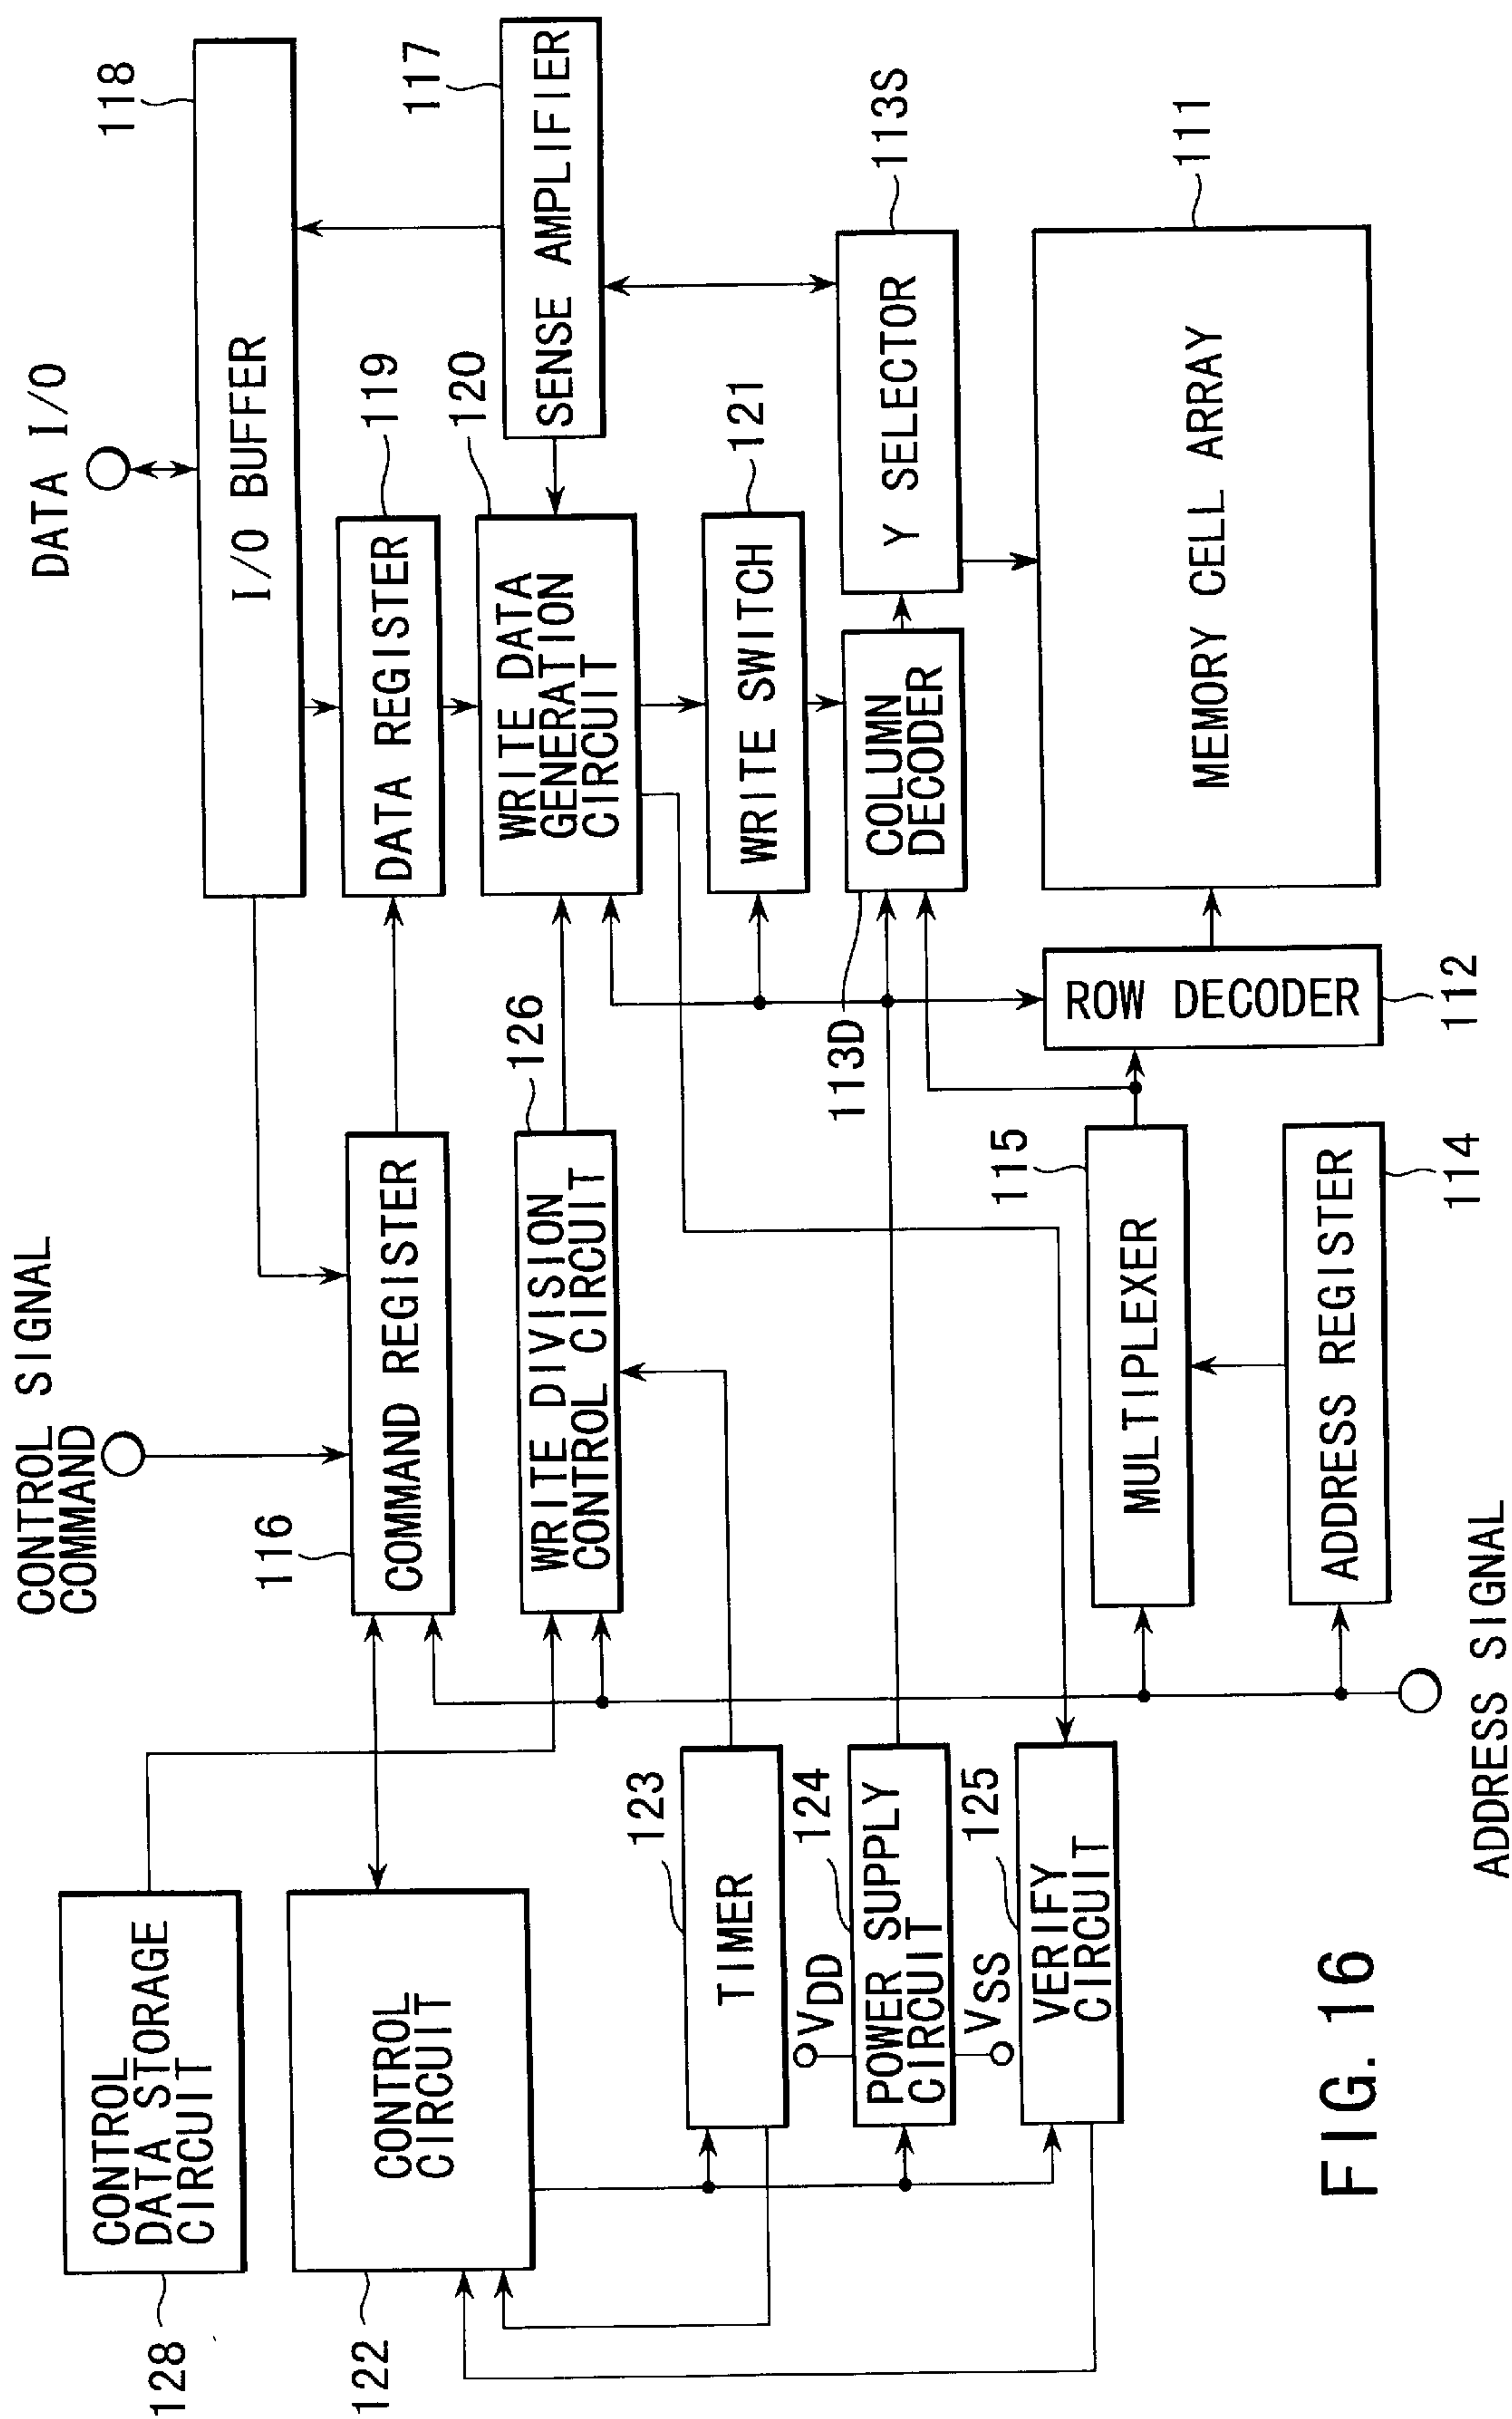 CONTROL SIGNAL
COMMAND
DATA I/O
118
I/O BUFFER
128
CONTROL
DATA STORAGE
CIRCUIT
116
COMMAND REGISTER
119
DATA REGISTER
117
SENSE AMPLIFIER
122
CONTROL
CIRCUIT
126
WRITE DIVISION
CONTROL CIRCUIT
120
WRITE DATA
GENERATION
CIRCUIT
123
TIMER
121
WRITE SWITCH
VDD
124
POWER SUPPLY
CIRCUIT
VSS
113D
COLUMN
DECODER
113S
Y SELECTOR
125
VERIFY
CIRCUIT
115
MULTIPLEXER
ROW DECODER
112
111
MEMORY CELL ARRAY
ADDRESS REGISTER
114
ADDRESS SIGNAL
FIG. 16